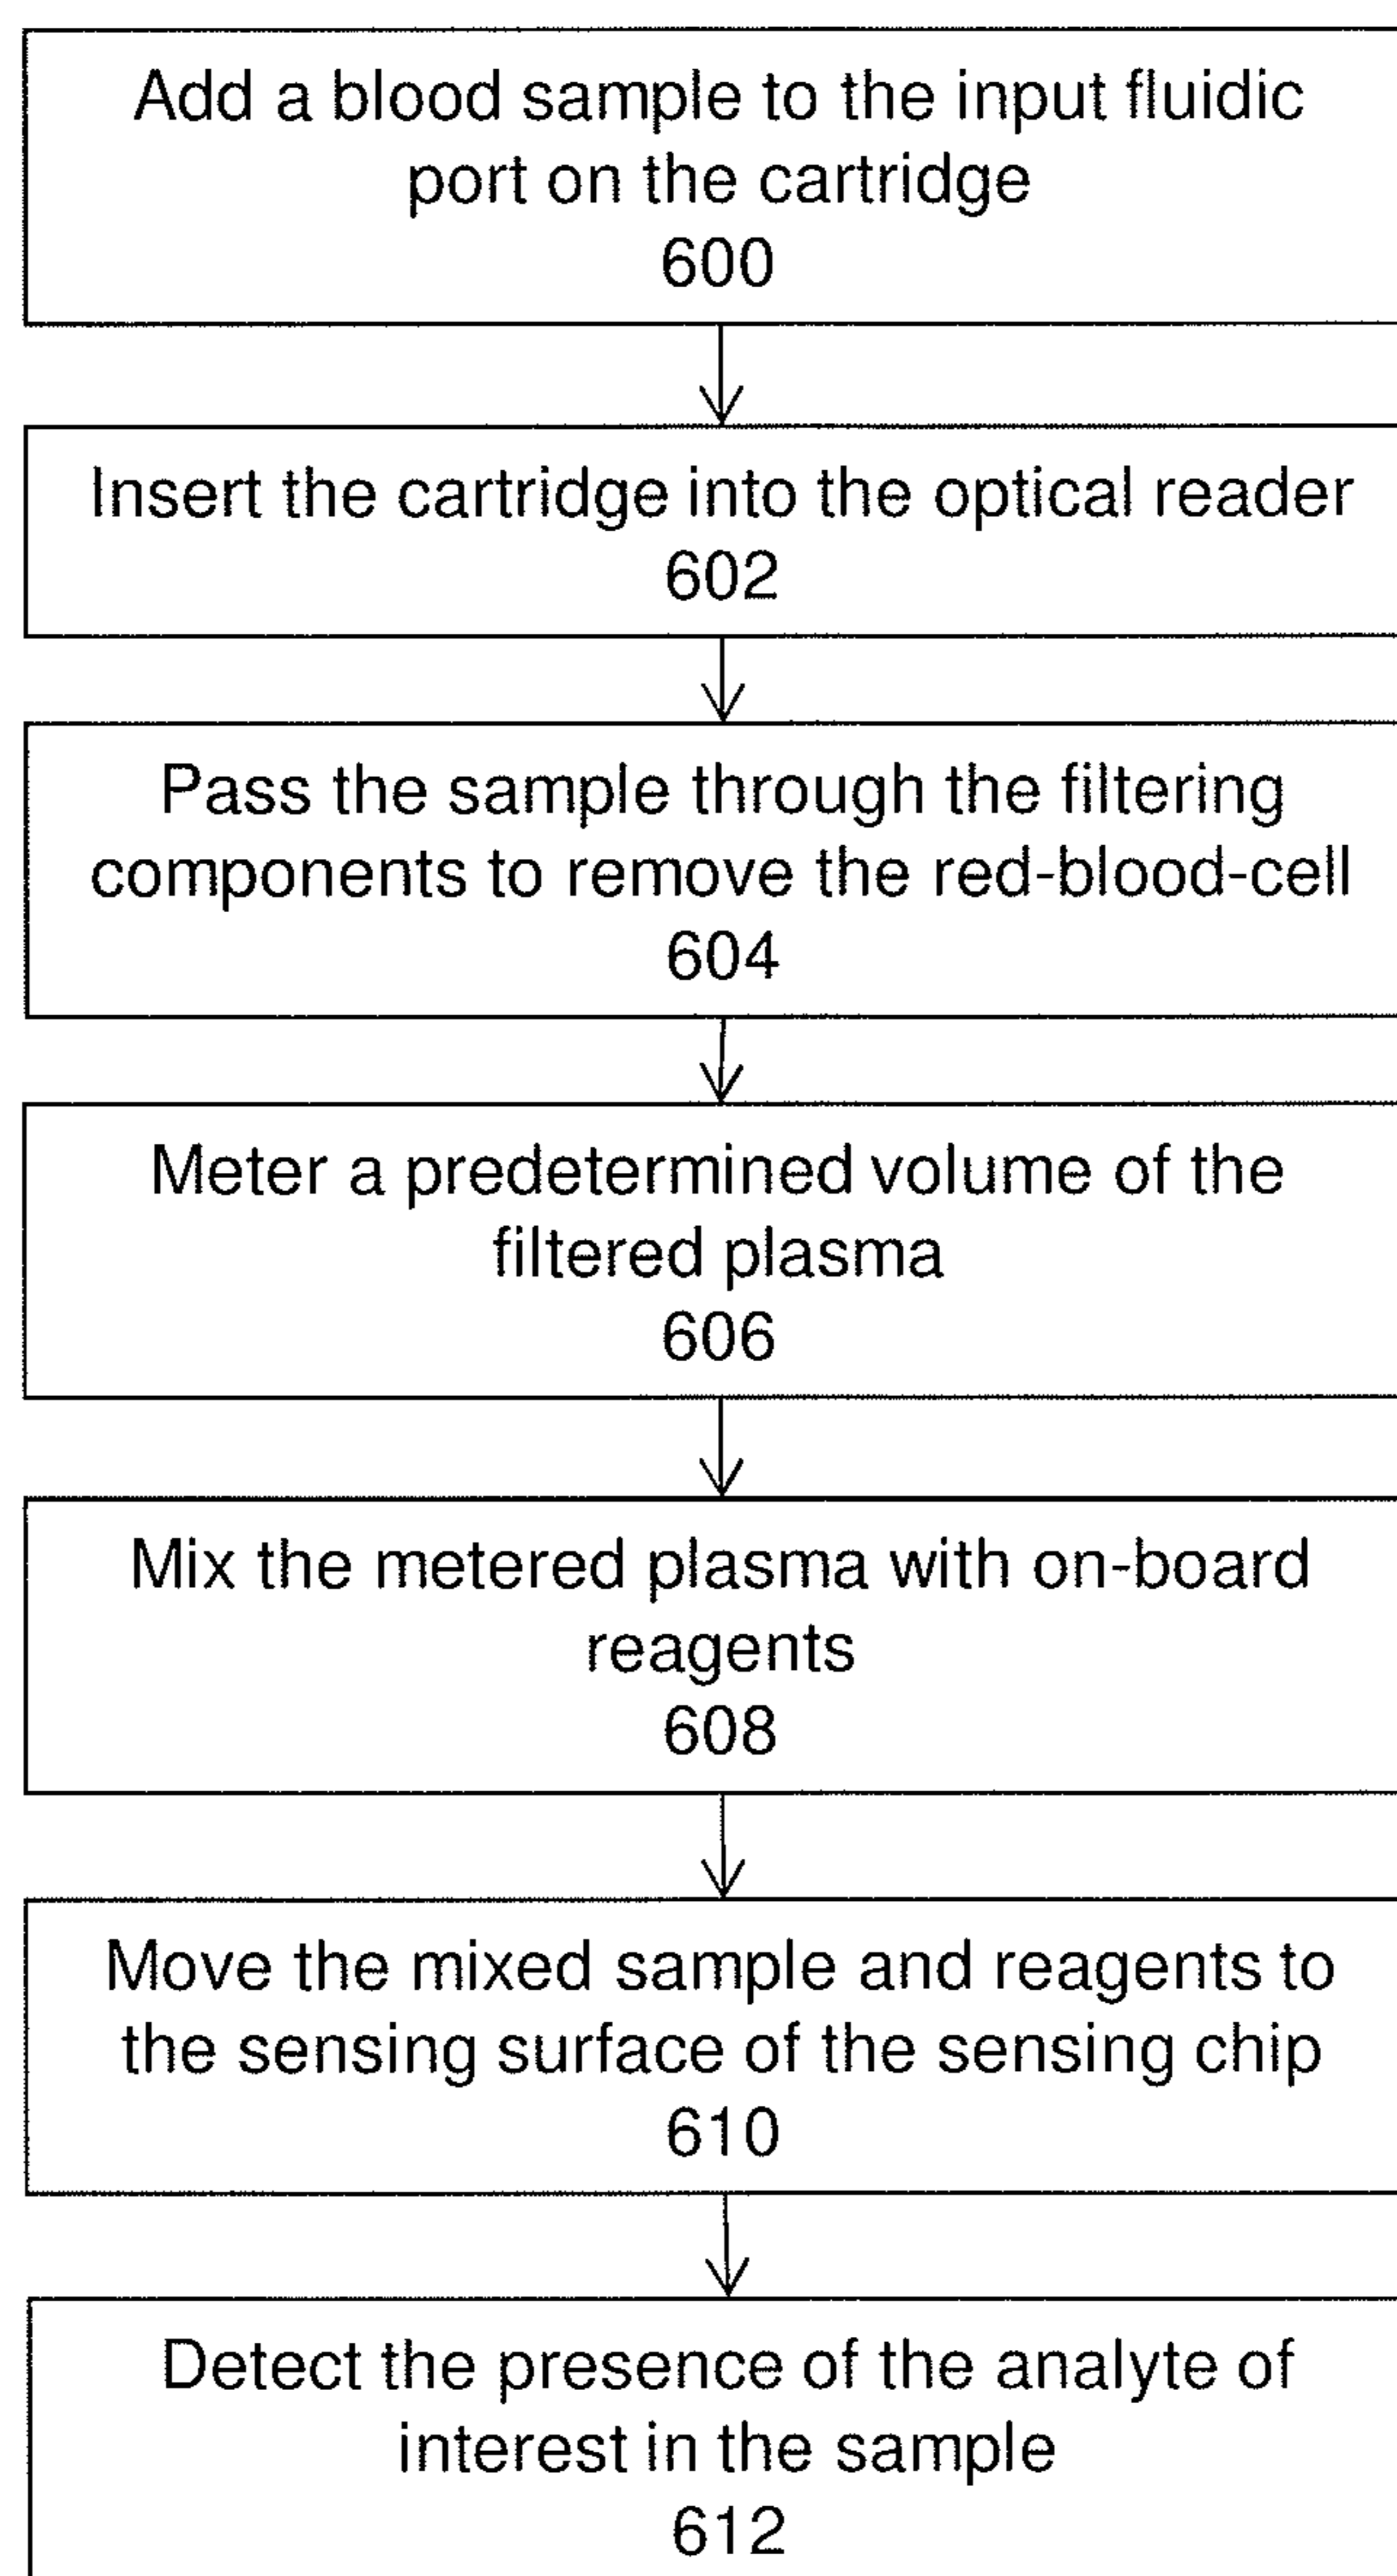 Add a blood sample to the input fluidic
port on the cartridge
600
Insert the cartridge into the optical reader
602
Pass the sample through the filtering
components to remove the red-blood-cell
604
Meter a predetermined volume of the
filtered plasma
606
Mix the metered plasma with on-board
reagents
608
Move the mixed sample and reagents to
the sensing surface of the sensing chip
610
Detect the presence of the analyte of
interest in the sample
612